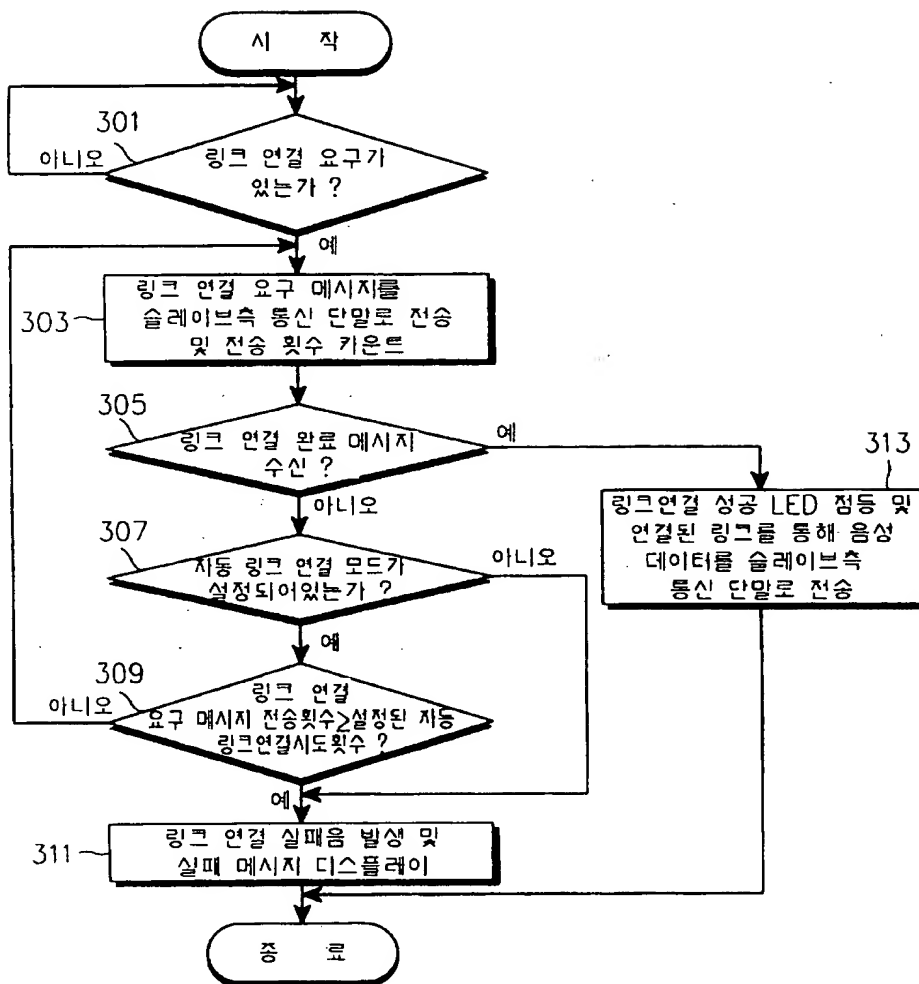 시 작
301
아니오
링크 연결 요구가
있는가 ?
예
303
링크 연결 요구 메시지를
슬레이브측 통신 단말로 전송
및 전송 횟수 카운트
305
링크 연결 완료 메시지
수신 ?
예
아니오
313
링크연결 성공 LED 점등 및
연결된 링크를 통해 음성
데이터를 슬레이브측
통신 단말로 전송
307
자동 링크 연결 모드가
설정되어있는가 ?
아니오
예
309
아니오
링크 연결
요구 메시지 전송횟수≥설정된 자동
링크연결시도횟수 ?
예
311
링크 연결 실패음 발생 및
실패 메시지 디스플레이
종 료